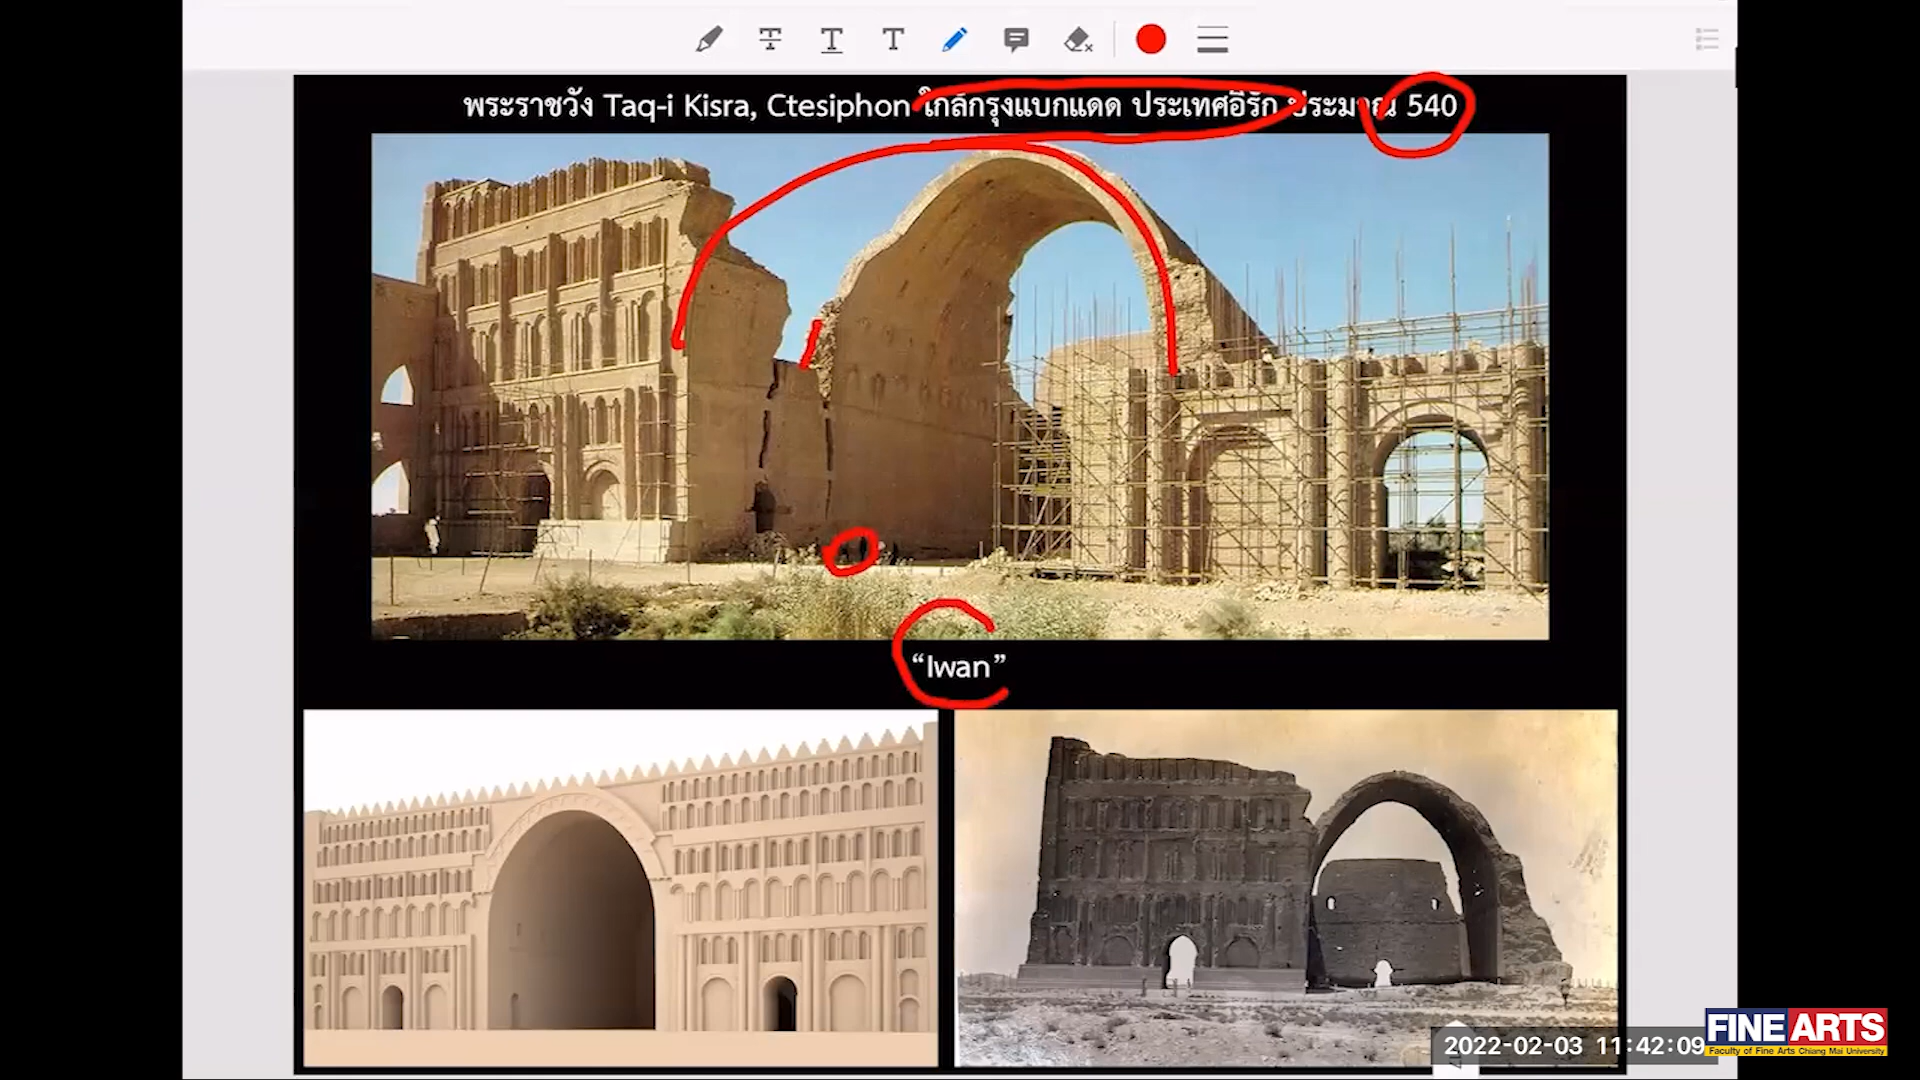 พระราชวัง Taq-i Kisra, Ctesiphon ใกล้กรุงแบกแดด ประเทศอิรัก ประมาณ 540
“Iwan”
2022-02-03 11:42:09
FINE ARTS
Faculty of Fine Arts Chiang Mai University